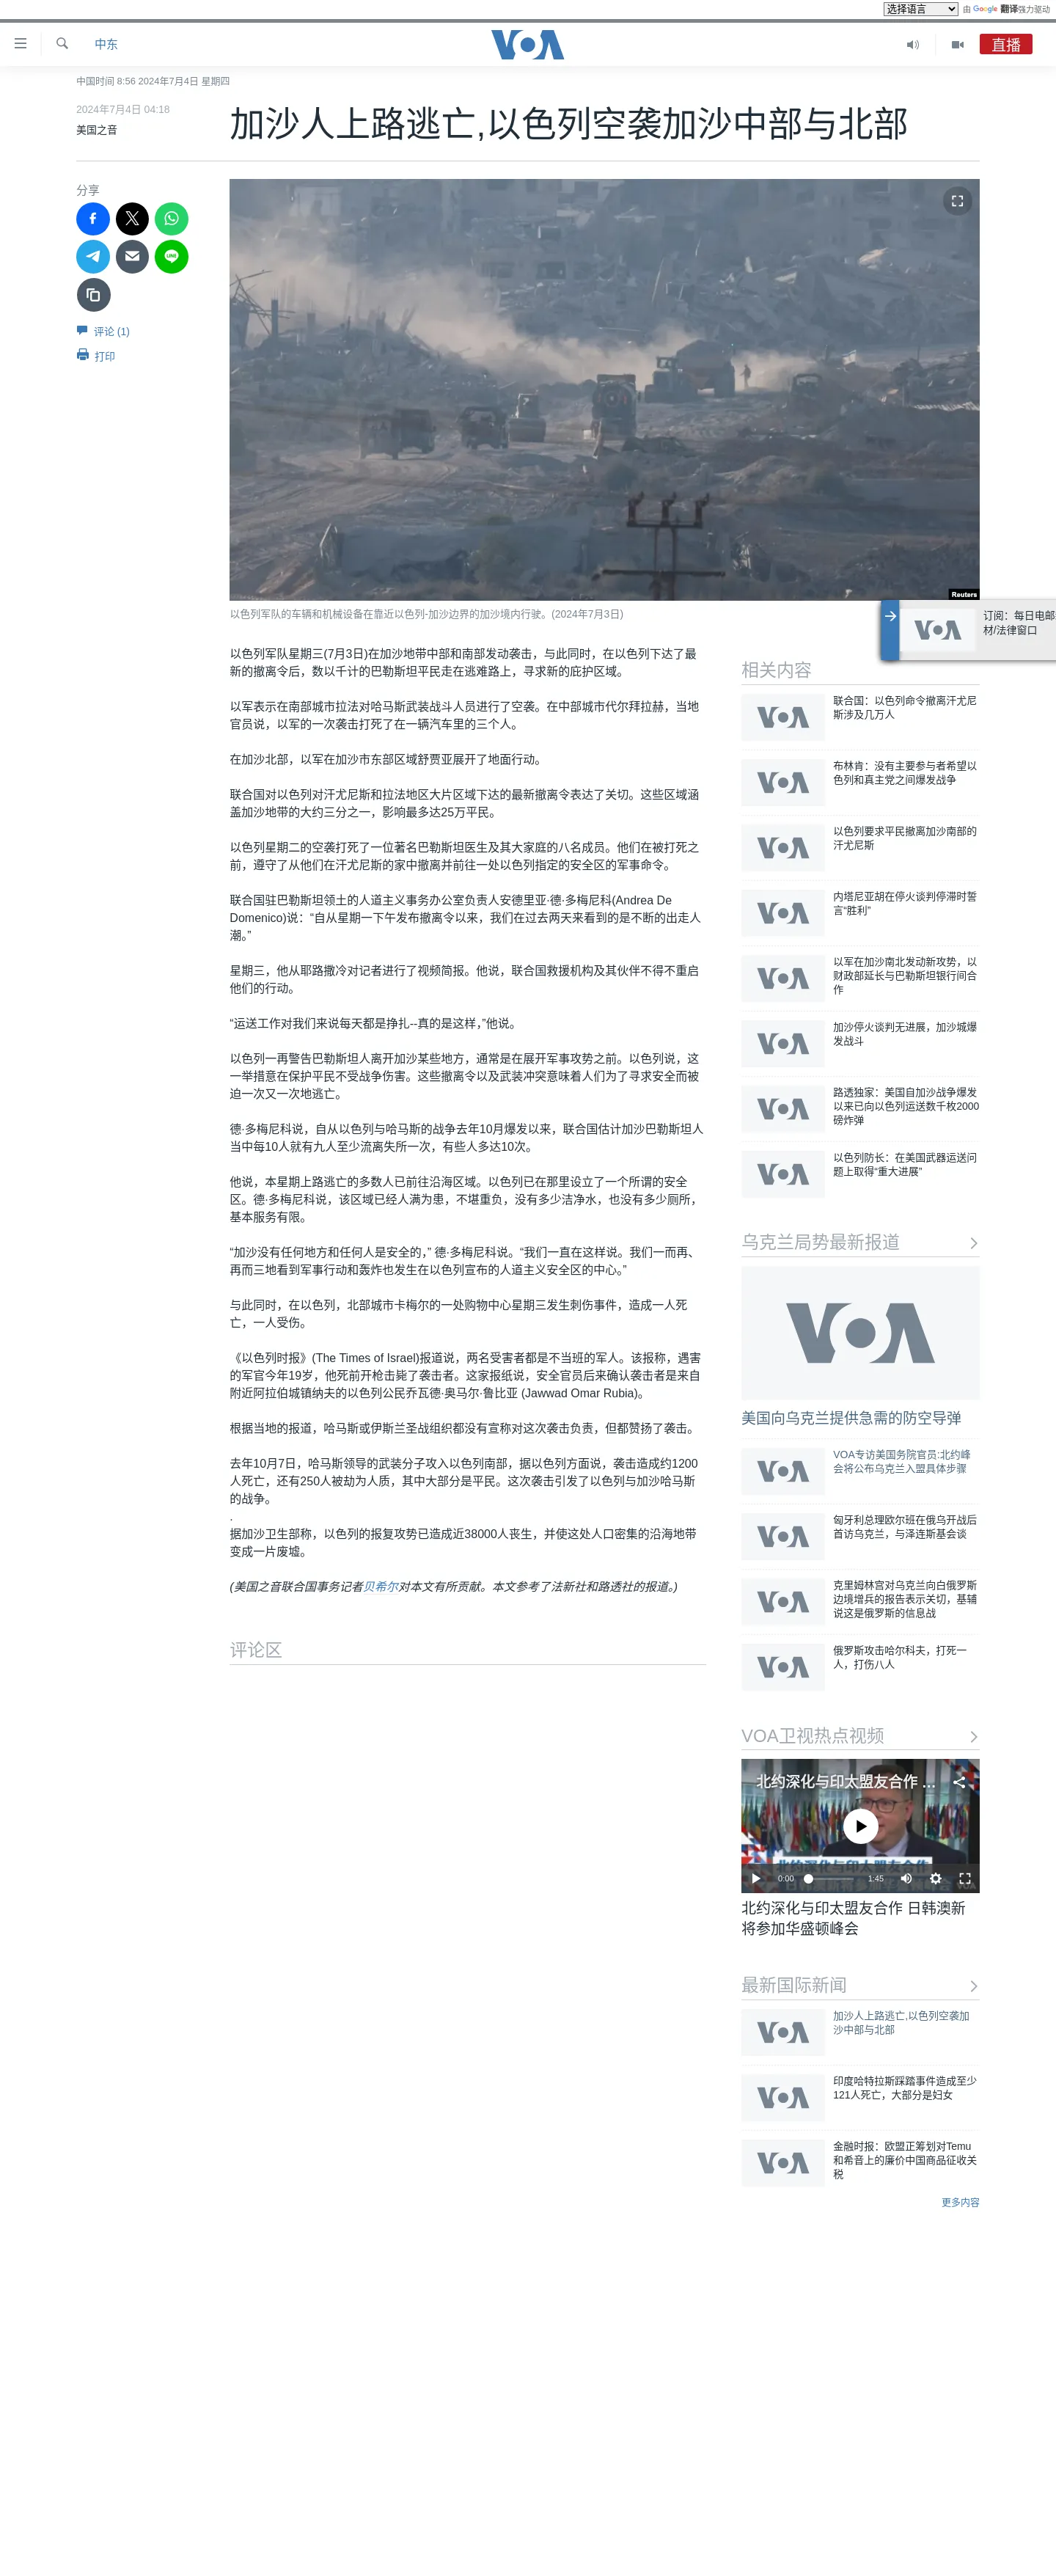 选择语言 由 Google 翻译强力驱动
中东
VOA
直播
中国时间 8:56 2024年7月4日 星期四
2024年7月4日 04:18
美国之音
加沙人上路逃亡,以色列空袭加沙中部与北部
分享
评论 (1)
打印
Reuters
以色列军队的车辆和机械设备在靠近以色列-加沙边界的加沙境内行驶。(2024年7月3日)
订阅：每日电邮
材/法律窗口
VOA
以色列军队星期三(7月3日)在加沙地带中部和南部发动袭击，与此同时，在以色列下达了最
新的撤离令后，数以千计的巴勒斯坦平民走在逃难路上，寻求新的庇护区域。
以军表示在南部城市拉法对哈马斯武装战斗人员进行了空袭。在中部城市代尔拜拉赫，当地
官员说，以军的一次袭击打死了在一辆汽车里的三个人。
在加沙北部，以军在加沙市东部区域舒贾亚展开了地面行动。
联合国对以色列对汗尤尼斯和拉法地区大片区域下达的最新撤离令表达了关切。这些区域涵
盖加沙地带的大约三分之一，影响最多达25万平民。
以色列星期二的空袭打死了一位著名巴勒斯坦医生及其大家庭的八名成员。他们在被打死之
前，遵守了从他们在汗尤尼斯的家中撤离并前往一处以色列指定的安全区的军事命令。
联合国驻巴勒斯坦领土的人道主义事务办公室负责人安德里亚·德·多梅尼科(Andrea De
Domenico)说：“自从星期一下午发布撤离令以来，我们在过去两天来看到的是不断的出走人
潮。”
星期三，他从耶路撒冷对记者进行了视频简报。他说，联合国救援机构及其伙伴不得不重启
他们的行动。
“运送工作对我们来说每天都是挣扎--真的是这样，”他说。
以色列一再警告巴勒斯坦人离开加沙某些地方，通常是在展开军事攻势之前。以色列说，这
一举措意在保护平民不受战争伤害。这些撤离令以及武装冲突意味着人们为了寻求安全而被
迫一次又一次地逃亡。
德·多梅尼科说，自从以色列与哈马斯的战争去年10月爆发以来，联合国估计加沙巴勒斯坦人
当中每10人就有九人至少流离失所一次，有些人多达10次。
他说，本星期上路逃亡的多数人已前往沿海区域。以色列已在那里设立了一个所谓的安全
区。德·多梅尼科说，该区域已经人满为患，不堪重负，没有多少洁净水，也没有多少厕所，
基本服务有限。
“加沙没有任何地方和任何人是安全的，” 德·多梅尼科说。“我们一直在这样说。我们一而再、
再而三地看到军事行动和轰炸也发生在以色列宣布的人道主义安全区的中心。”
与此同时，在以色列，北部城市卡梅尔的一处购物中心星期三发生刺伤事件，造成一人死
亡，一人受伤。
《以色列时报》(The Times of Israel)报道说，两名受害者都是不当班的军人。该报称，遇害
的军官今年19岁，他死前开枪击毙了袭击者。这家报纸说，安全官员后来确认袭击者是来自
附近阿拉伯城镇纳夫的以色列公民乔瓦德·奥马尔·鲁比亚 (Jawwad Omar Rubia)。
根据当地的报道，哈马斯或伊斯兰圣战组织都没有宣称对这次袭击负责，但都赞扬了袭击。
去年10月7日，哈马斯领导的武装分子攻入以色列南部，据以色列方面说，袭击造成约1200
人死亡，还有250人被劫为人质，其中大部分是平民。这次袭击引发了以色列与加沙哈马斯
的战争。
.
据加沙卫生部称，以色列的报复攻势已造成近38000人丧生，并使这处人口密集的沿海地带
变成一片废墟。
(美国之音联合国事务记者贝希尔对本文有所贡献。本文参考了法新社和路透社的报道。)
评论区
相关内容
VOA
联合国：以色列命令撤离汗尤尼
斯涉及几万人
VOA
布林肯：没有主要参与者希望以
色列和真主党之间爆发战争
VOA
以色列要求平民撤离加沙南部的
汗尤尼斯
VOA
内塔尼亚胡在停火谈判停滞时誓
言“胜利”
VOA
以军在加沙南北发动新攻势，以
财政部延长与巴勒斯坦银行间合
作
VOA
加沙停火谈判无进展，加沙城爆
发战斗
VOA
路透独家：美国自加沙战争爆发
以来已向以色列运送数千枚2000
磅炸弹
VOA
以色列防长：在美国武器运送问
题上取得“重大进展”
VOA
乌克兰局势最新报道
VOA
美国向乌克兰提供急需的防空导弹
VOA
VOA专访美国务院官员:北约峰
会将公布乌克兰入盟具体步骤
VOA
匈牙利总理欧尔班在俄乌开战后
首访乌克兰，与泽连斯基会谈
VOA
克里姆林宫对乌克兰向白俄罗斯
边境增兵的报告表示关切，基辅
说这是俄罗斯的信息战
VOA
俄罗斯攻击哈尔科夫，打死一
人，打伤八人
VOA卫视热点视频
北约深化与印太盟友合作 ...
北约深化与印太盟友合作
0:00
1:45
VOA
北约深化与印太盟友合作 日韩澳新
将参加华盛顿峰会
最新国际新闻
VOA
加沙人上路逃亡,以色列空袭加
沙中部与北部
VOA
印度哈特拉斯踩踏事件造成至少
121人死亡，大部分是妇女
VOA
金融时报：欧盟正筹划对Temu
和希音上的廉价中国商品征收关
税
更多内容